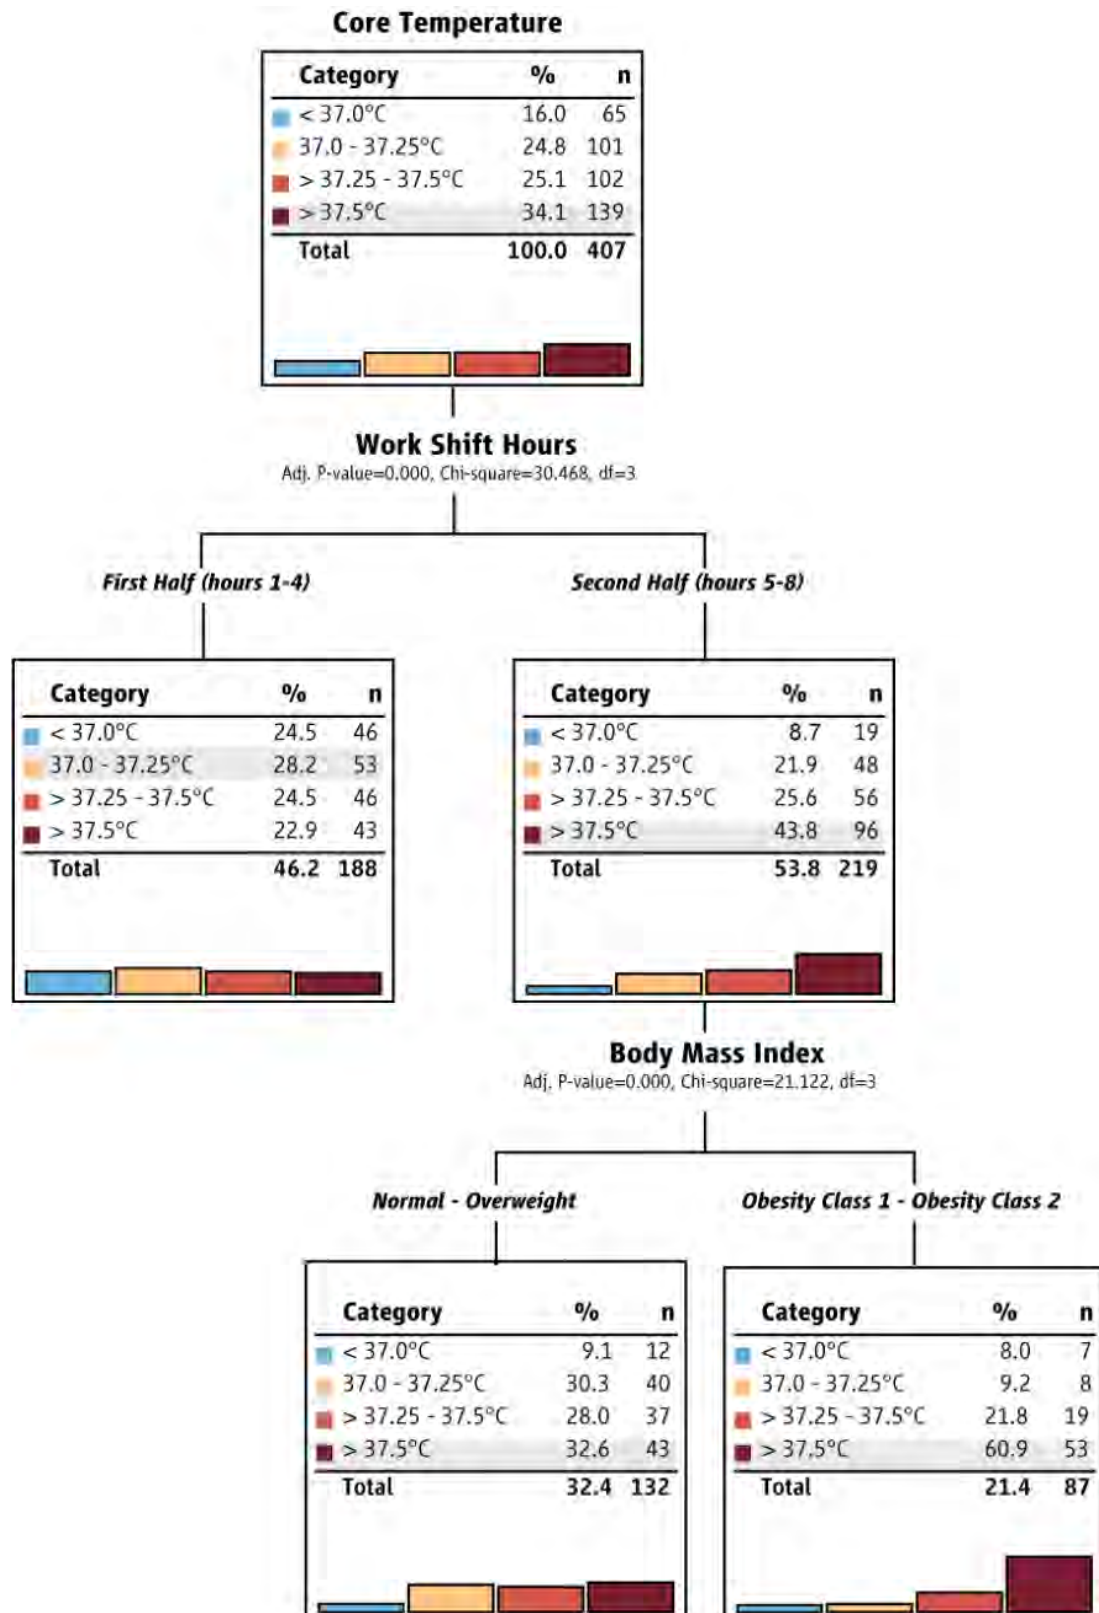 Core Temperature
Category % n
< 37.0°C 16.0 65
37.0 - 37.25°C 24.8 101
> 37.25 - 37.5°C 25.1 102
> 37.5°C 34.1 139
Total 100.0 407
Work Shift Hours
Adj. P-value=0.000, Chi-square=30.468, df=3
First Half (hours 1-4)
Second Half (hours 5-8)
Category % n
< 37.0°C 24.5 46
37.0 - 37.25°C 28.2 53
> 37.25 - 37.5°C 24.5 46
> 37.5°C 22.9 43
Total 46.2 188
Category % n
< 37.0°C 8.7 19
37.0 - 37.25°C 21.9 48
> 37.25 - 37.5°C 25.6 56
> 37.5°C 43.8 96
Total 53.8 219
Body Mass Index
Adj. P-value=0.000, Chi-square=21.122, df=3
Normal - Overweight
Obesity Class 1 - Obesity Class 2
Category % n
< 37.0°C 9.1 12
37.0 - 37.25°C 30.3 40
> 37.25 - 37.5°C 28.0 37
> 37.5°C 32.6 43
Total 32.4 132
Category % n
< 37.0°C 8.0 7
37.0 - 37.25°C 9.2 8
> 37.25 - 37.5°C 21.8 19
> 37.5°C 60.9 53
Total 21.4 87